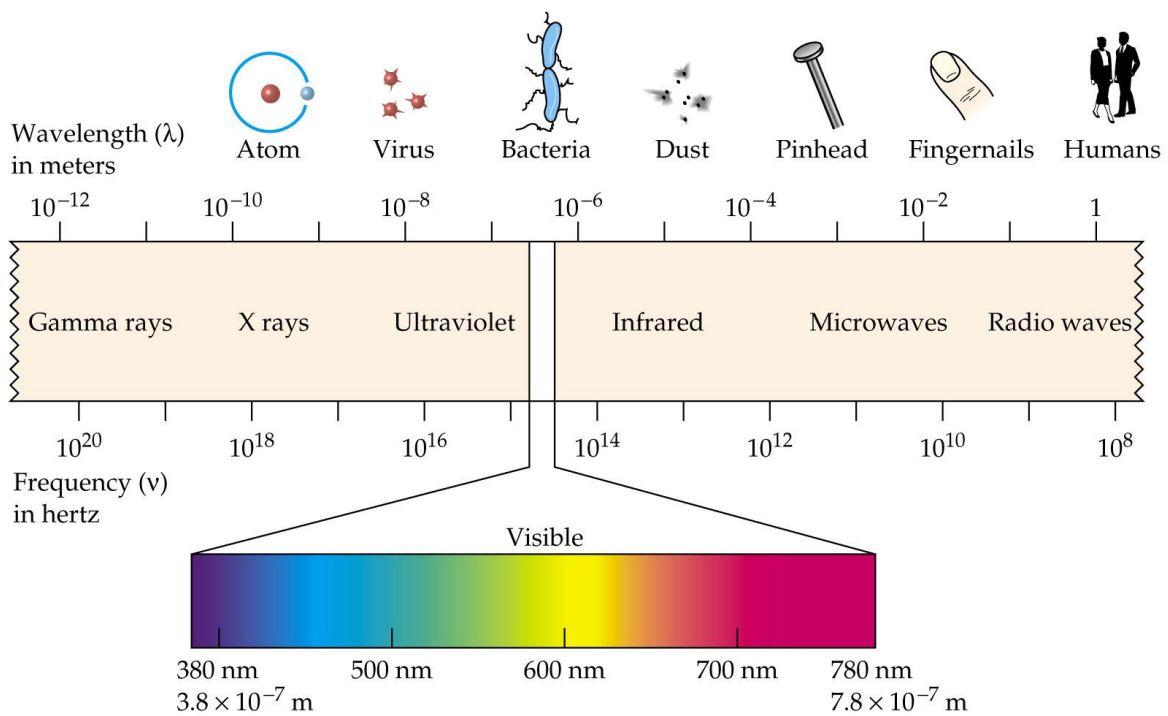 Wavelength (λ)
in meters
Atom Virus Bacteria Dust Pinhead Fingernails Humans
10⁻¹² 10⁻¹⁰ 10⁻⁸ 10⁻⁶ 10⁻⁴ 10⁻² 1
Gamma rays X rays Ultraviolet Infrared Microwaves Radio waves
10²⁰ 10¹⁸ 10¹⁶ 10¹⁴ 10¹² 10¹⁰ 10⁸
Frequency (ν)
in hertz
Visible
380 nm 500 nm 600 nm 700 nm 780 nm
3.8 × 10⁻⁷ m 7.8 × 10⁻⁷ m